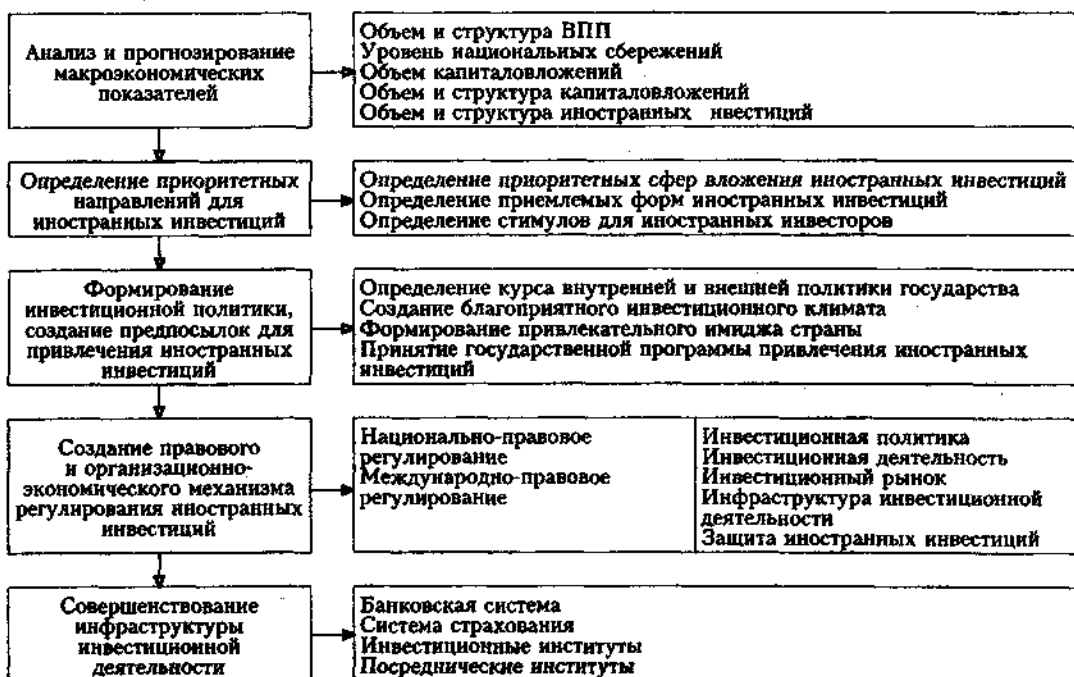 Анализ и прогнозирование
макроэкономических
показателей
Объем и структура ВПП
Уровень национальных сбережений
Объем капиталовложений
Объем и структура капиталовложений
Объем и структура иностранных нвестиций
Определение приоритетных
направлений для
иностранных инвестиций
Определение приоритетных сфер вложения иностранных инвестиций
Определение приемлемых форм иностранных инвестиций
Определение стимулов для иностранных инвесторов
Формирование
инвестиционной политики,
создание предпосылок для
привлечения иностранных
инвестиций
Определение курса внутренней и внешней политики государства
Создание благоприятного инвестиционного климата
Формирование привлекательного имиджа страны
Принятие государственной программы привлечения иностранных
инвестиций
Создание правового
и организационно-
экономического механизма
регулирования иностранных
инвестиций
Национально-правовое
регулирование
Международно-правовое
регулирование
Инвестиционная политика
Инвестиционная деятельность
Инвестиционный рынок
Инфраструктура инвестиционной
деятельности
Защита иностранных инвестиций
Совершенствование
инфраструктуры
инвестиционной
деятельности
Банковская система
Система страхования
Инвестиционные институты
Посреднические институты